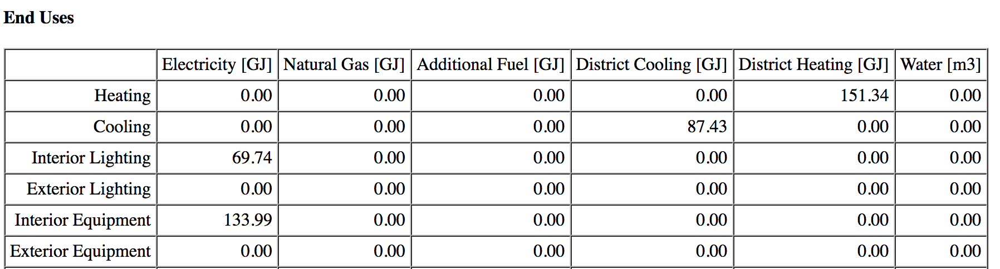 End Uses
Electricity [GJ] Natural Gas [GJ] Additional Fuel [GJ] District Cooling [GJ] District Heating [GJ] Water [m3]
Heating 0.00 0.00 0.00 0.00 151.34 0.00
Cooling 0.00 0.00 0.00 87.43 0.00 0.00
Interior Lighting 69.74 0.00 0.00 0.00 0.00 0.00
Exterior Lighting 0.00 0.00 0.00 0.00 0.00 0.00
Interior Equipment 133.99 0.00 0.00 0.00 0.00 0.00
Exterior Equipment 0.00 0.00 0.00 0.00 0.00 0.00